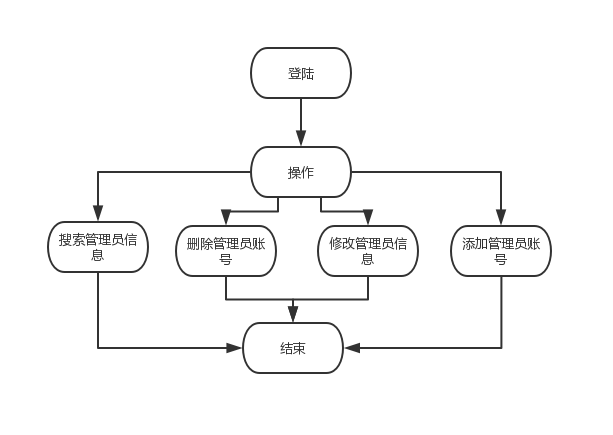 登陆
操作
搜索管理员信
息
删除管理员账
号
修改管理员信
息
添加管理员账
号
结束